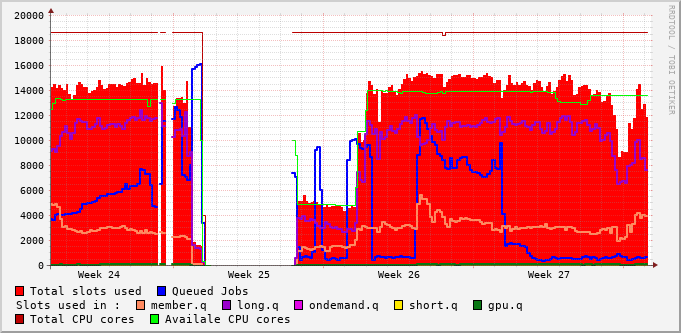 20000
18000
16000
14000
12000
10000
8000
6000
4000
2000
0
Week 24 Week 25 Week 26 Week 27
RRDTOOL / TOBI OETIKER
Total slots used Queued Jobs
Slots used in : member.q long.q ondemand.q short.q gpu.q
Total CPU cores Availale CPU cores